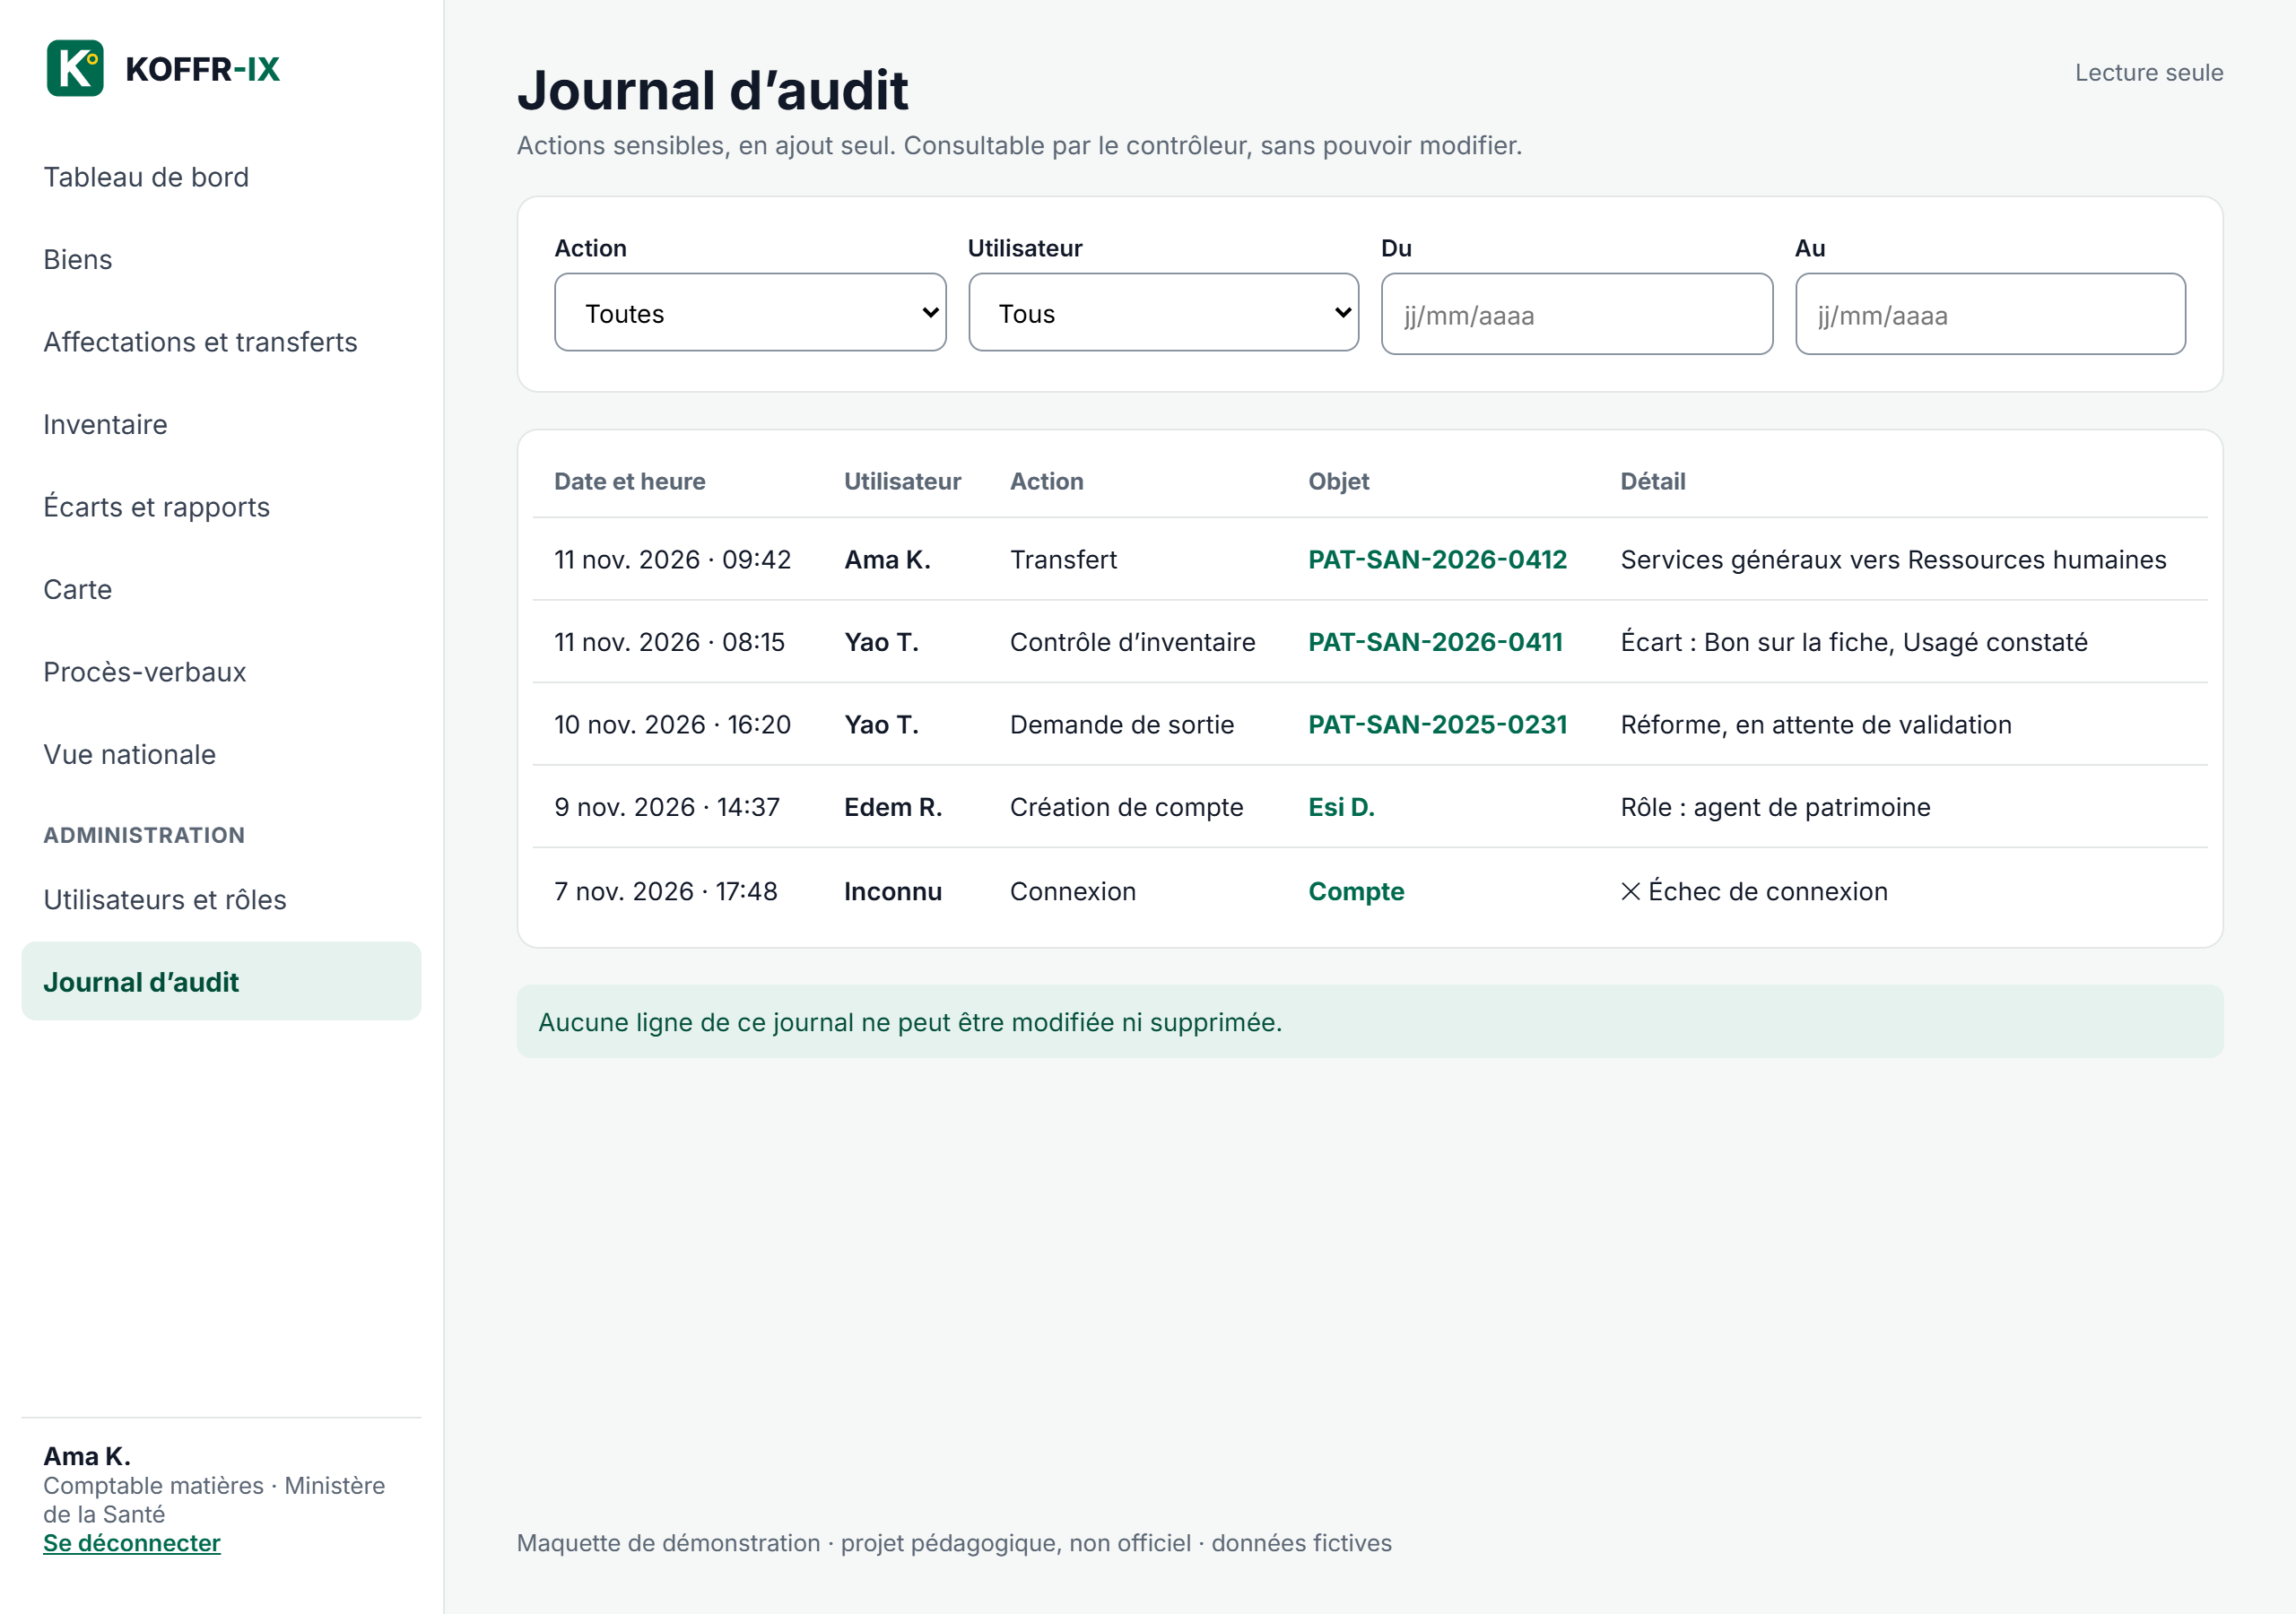 KOFFR-IX
Tableau de bord
Biens
Affectations et transferts
Inventaire
Écarts et rapports
Carte
Procès-verbaux
Vue nationale
ADMINISTRATION
Utilisateurs et rôles
Journal d’audit
Ama K.
Comptable matières · Ministère
de la Santé
Se déconnecter
Journal d’audit
Lecture seule
Actions sensibles, en ajout seul. Consultable par le contrôleur, sans pouvoir modifier.
Action Utilisateur Du Au
Toutes Tous jj/mm/aaaa jj/mm/aaaa
Date et heure Utilisateur Action Objet Détail
11 nov. 2026 · 09:42 Ama K. Transfert PAT-SAN-2026-0412 Services généraux vers Ressources humaines
11 nov. 2026 · 08:15 Yao T. Contrôle d’inventaire PAT-SAN-2026-0411 Écart : Bon sur la fiche, Usagé constaté
10 nov. 2026 · 16:20 Yao T. Demande de sortie PAT-SAN-2025-0231 Réforme, en attente de validation
9 nov. 2026 · 14:37 Edem R. Création de compte Esi D. Rôle : agent de patrimoine
7 nov. 2026 · 17:48 Inconnu Connexion Compte ✕ Échec de connexion
Aucune ligne de ce journal ne peut être modifiée ni supprimée.
Maquette de démonstration · projet pédagogique, non officiel · données fictives